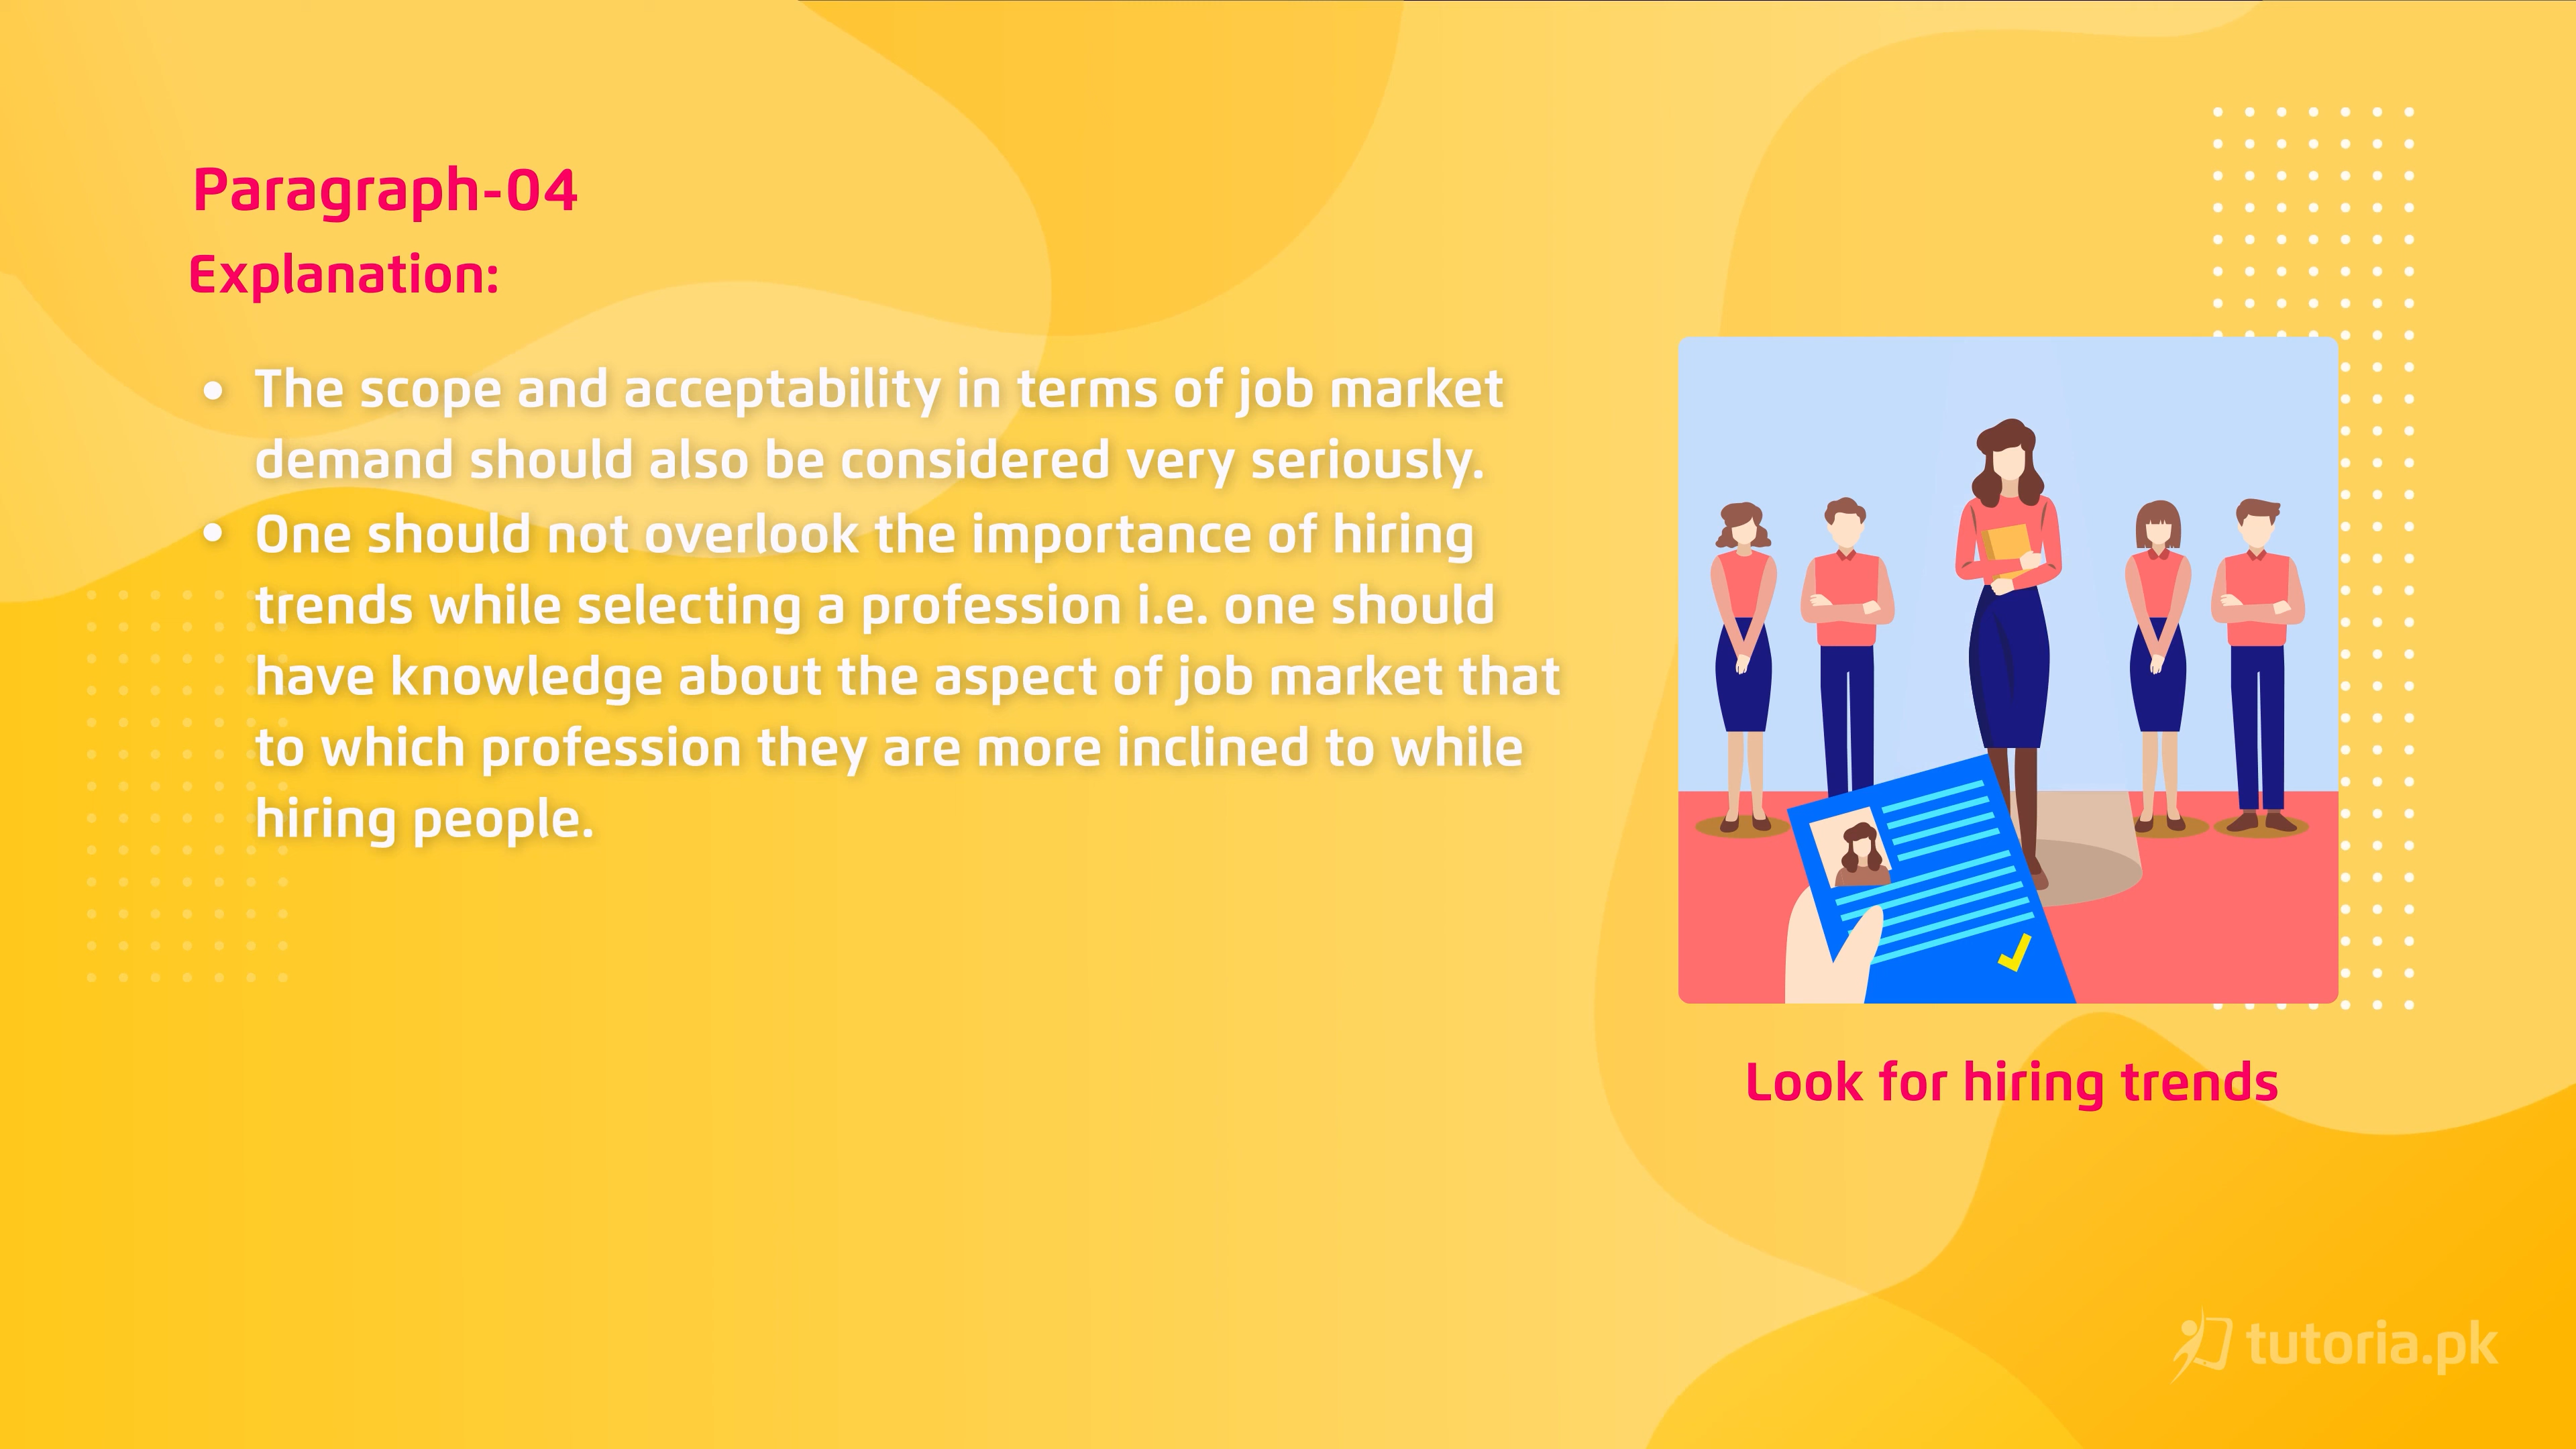 Paragraph-04
Explanation:
• The scope and acceptability in terms of job market
demand should also be considered very seriously.
• One should not overlook the importance of hiring
trends while selecting a profession i.e. one should
have knowledge about the aspect of job market that
to which profession they are more inclined to while
hiring people.
Look for hiring trends
tutoria.pk